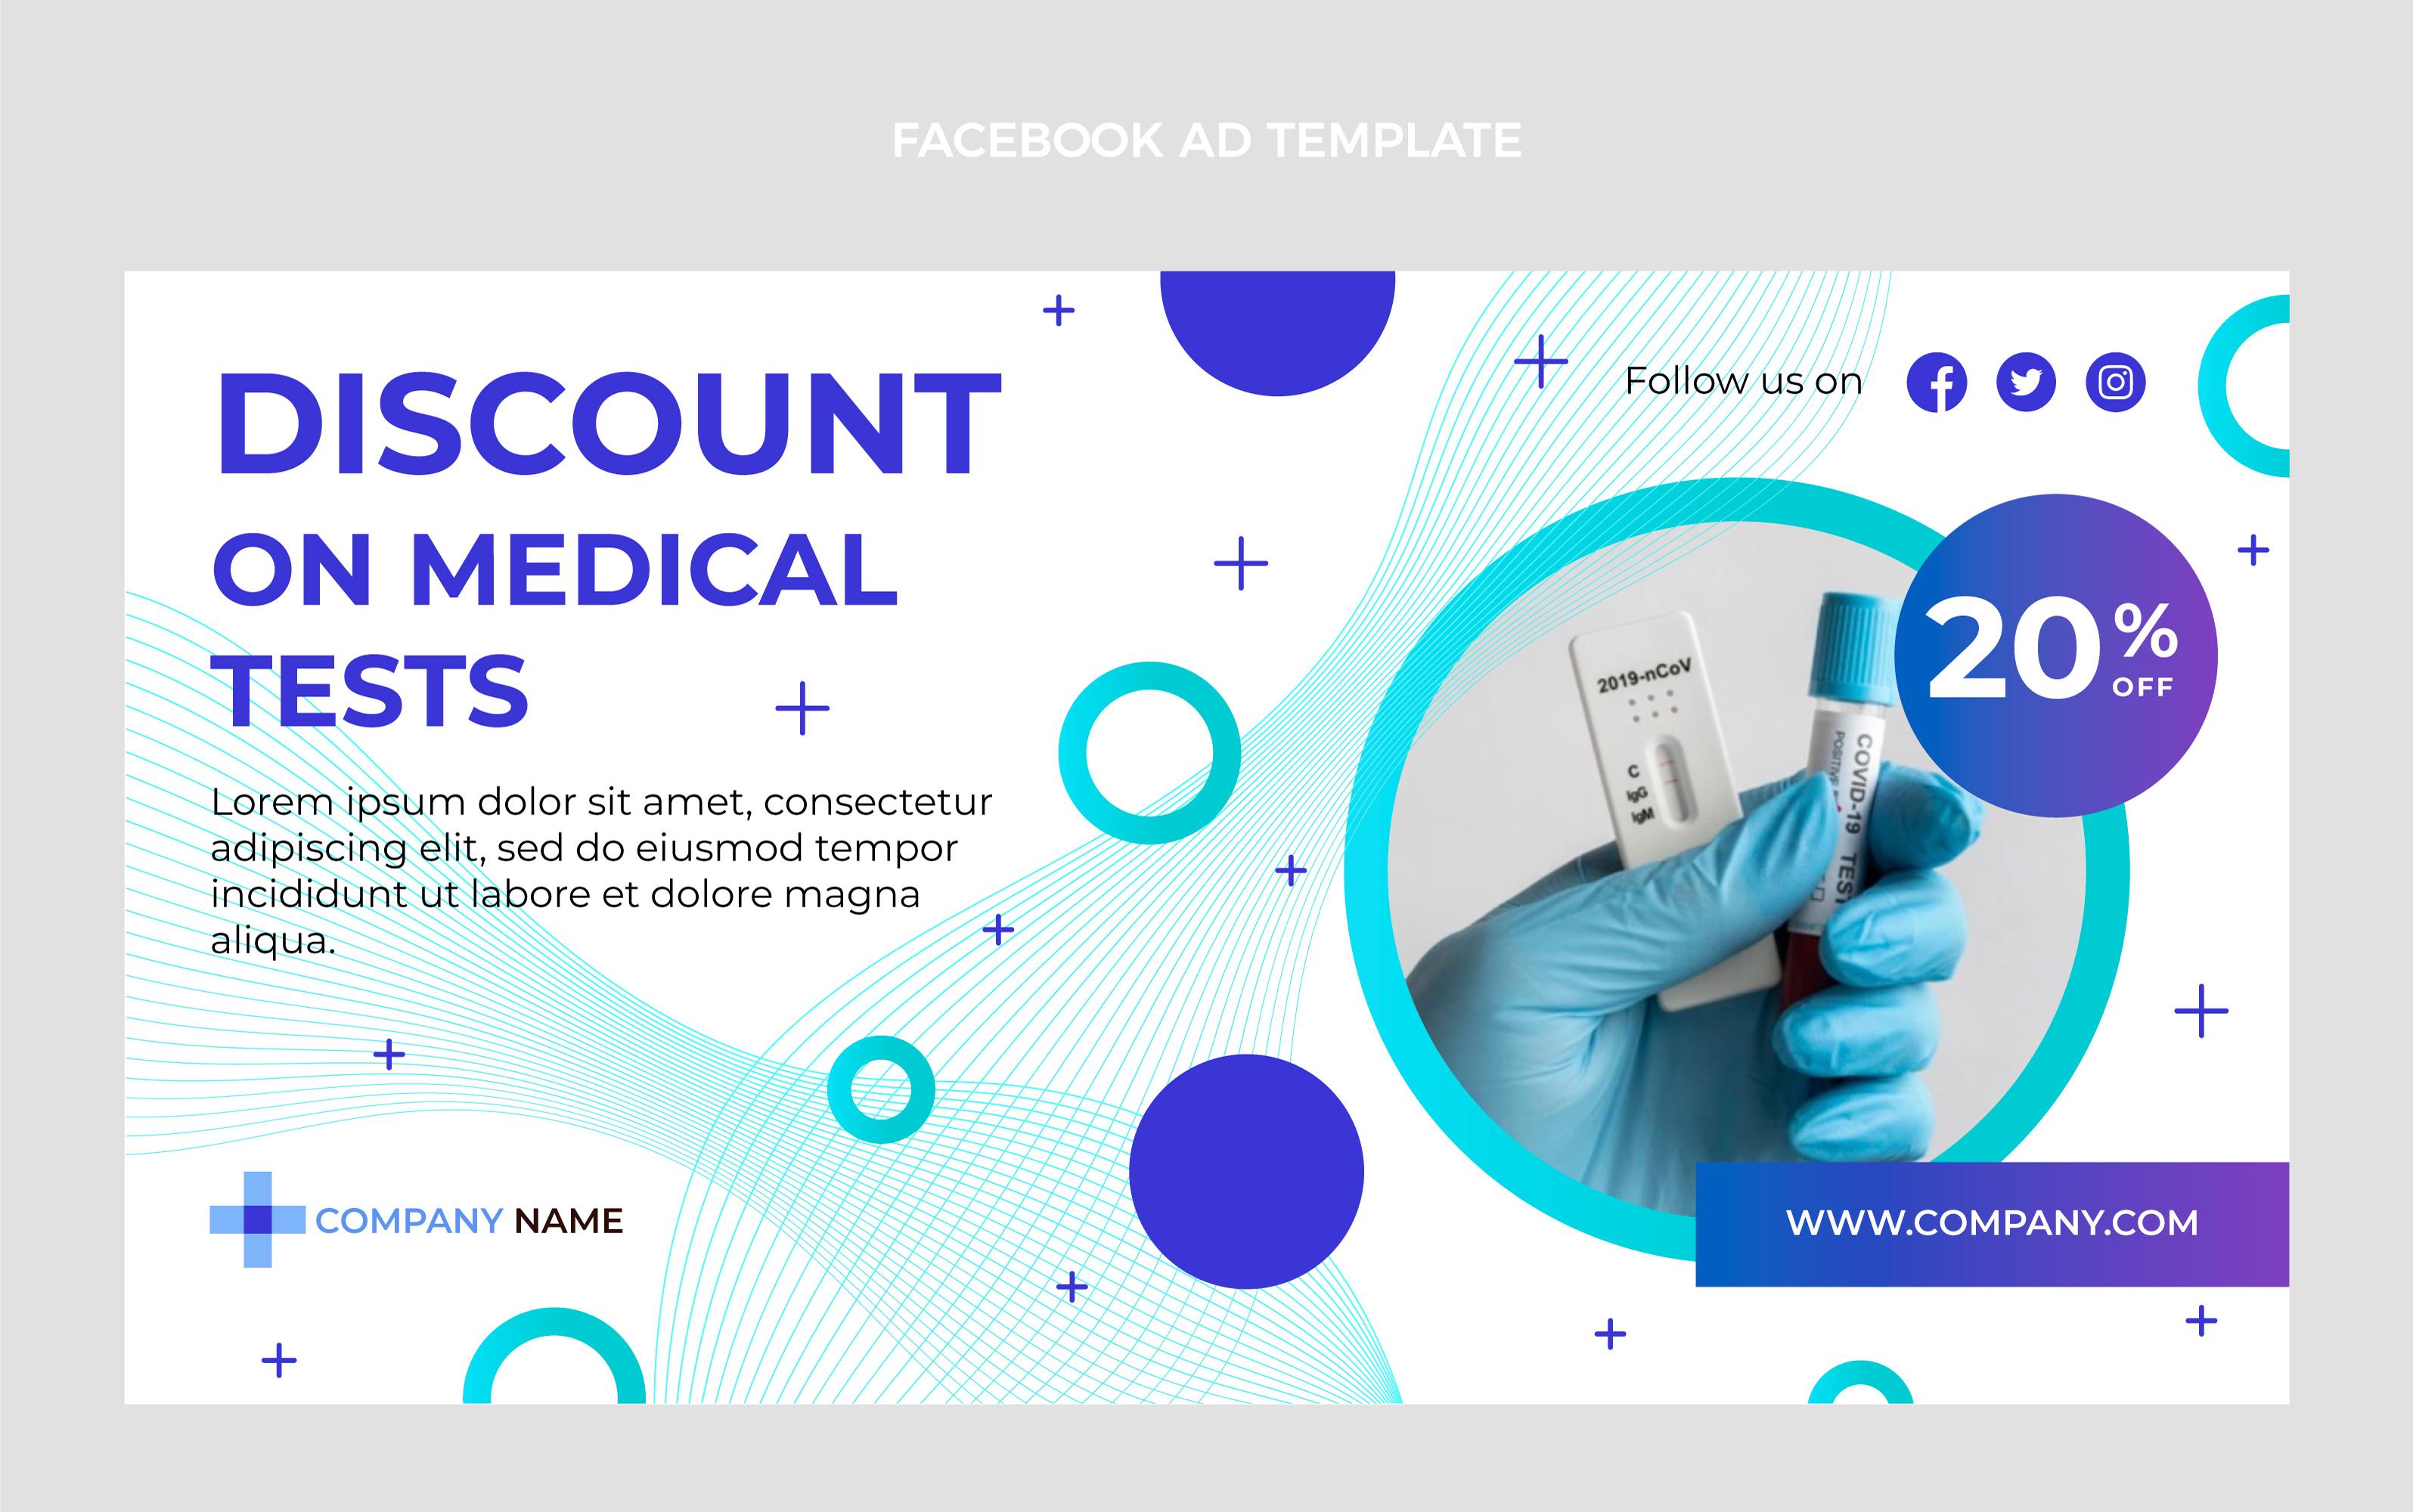 FACEBOOK AD TEMPLATE
DISCOUNT
ON MEDICAL
TESTS
Lorem ipsum dolor sit amet, consectetur
adipiscing elit, sed do eiusmod tempor
incididunt ut labore et dolore magna
aliqua.
COMPANY NAME
Follow us on
20%
OFF
2019-nCoV
C
IgG
IgM
COVID-19 TEST
WWW.COMPANY.COM